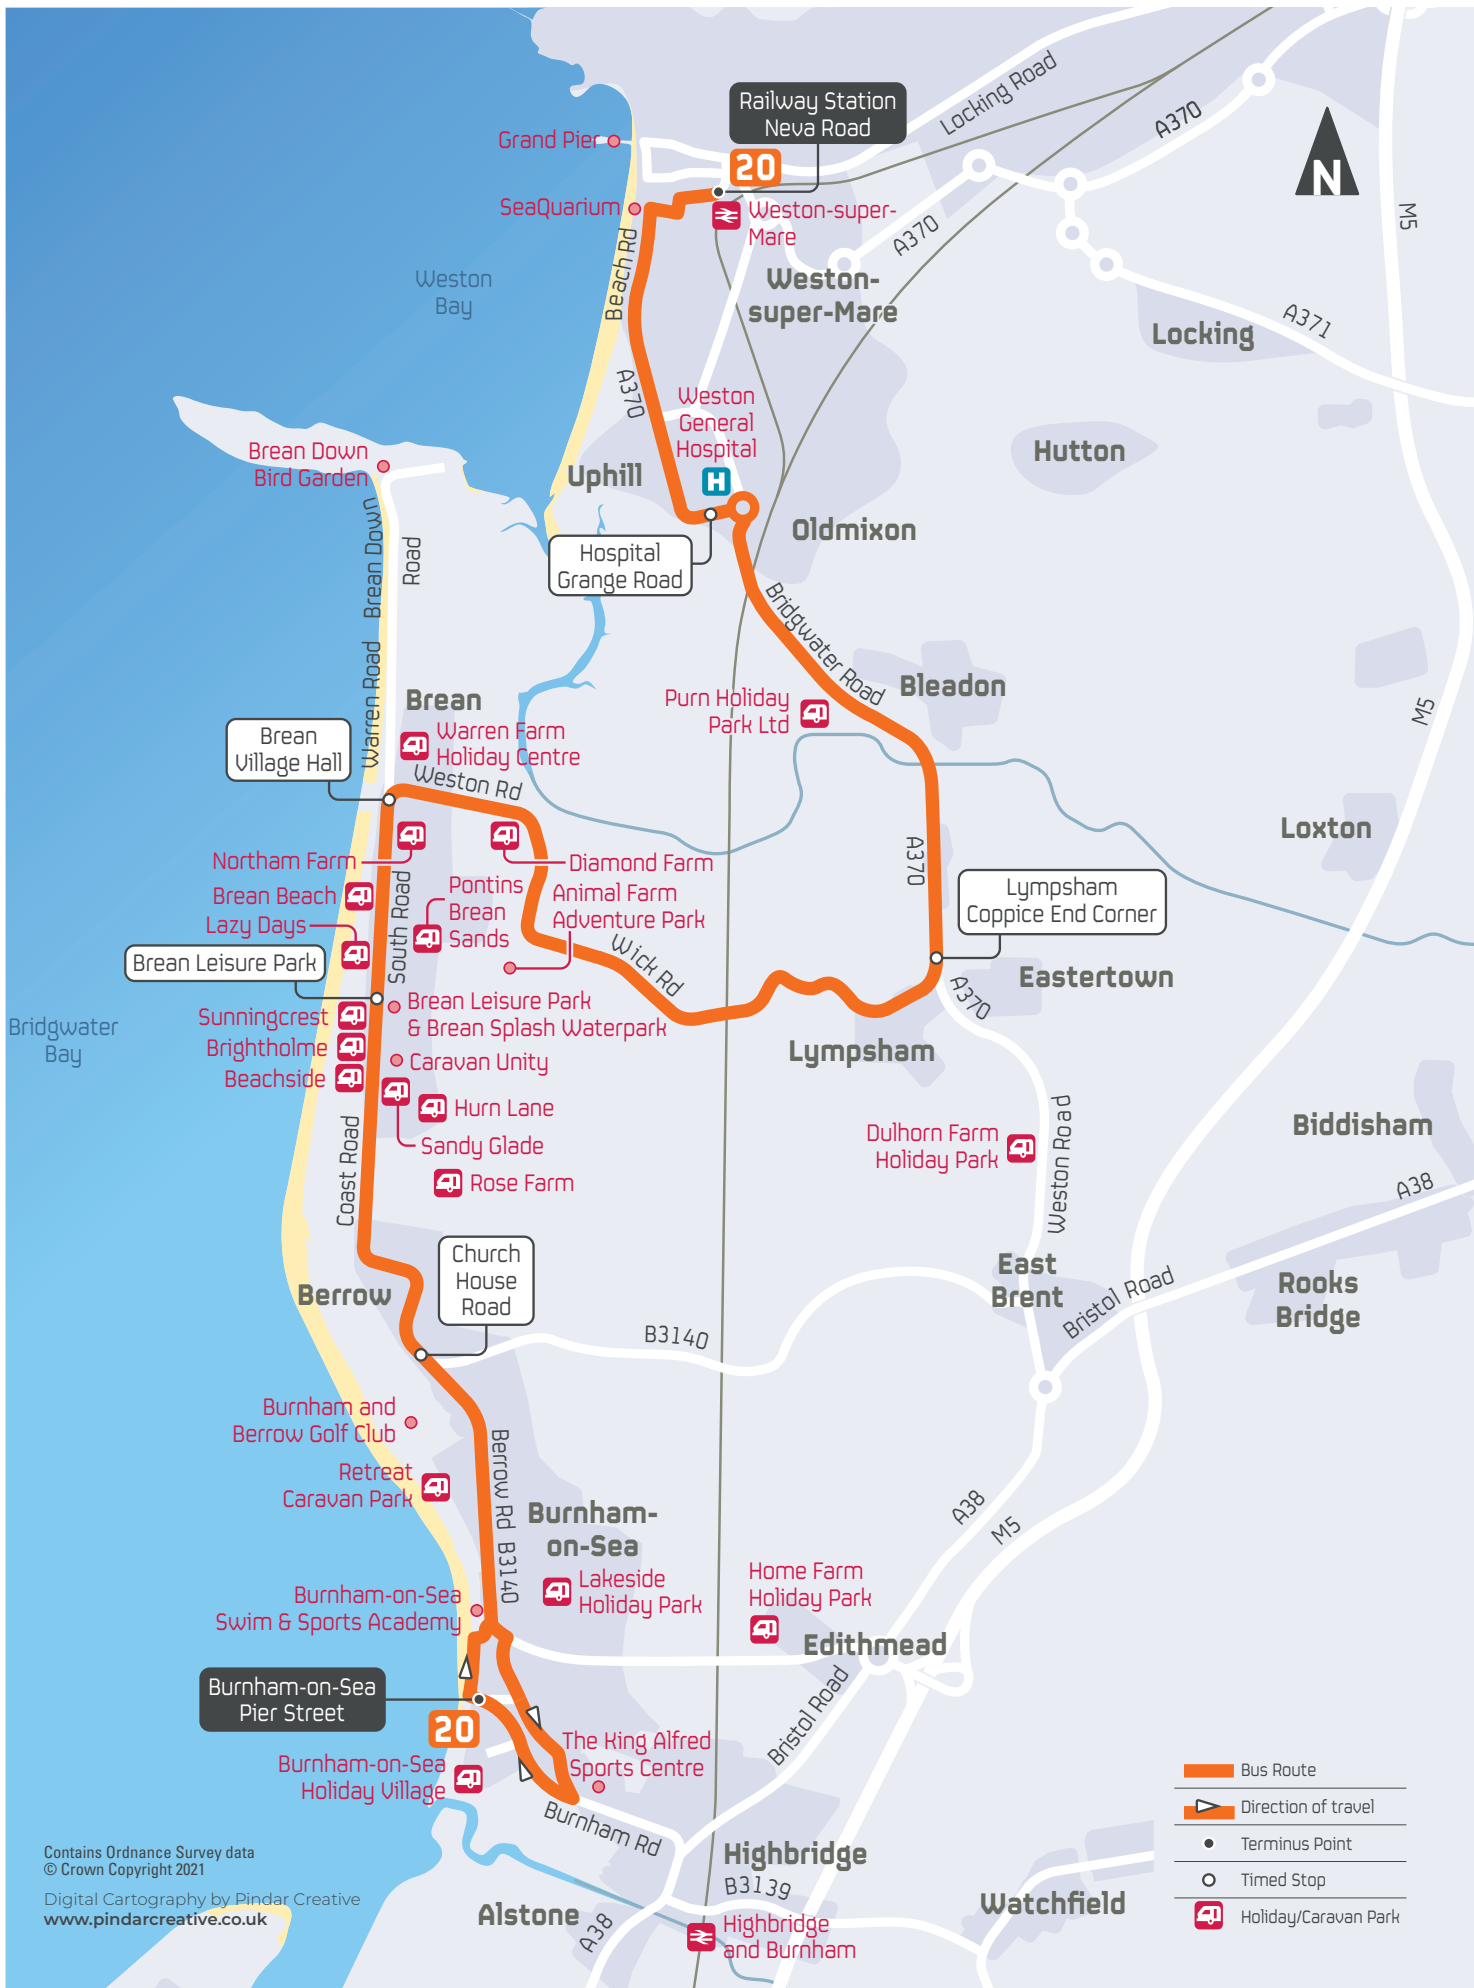 Railway Station
Neva Road
20
Locking Road
A370
N
M5
Grand Pier
SeaQuarium
Weston-super-
Mare
A370
Beach Rd
Weston
Bay
Weston-
super-Mare
A371
Locking
A370
Weston
General
Hospital
H
Brean Down
Bird Garden
Uphill
Hutton
Oldmixon
Hospital
Grange Road
Brean Down
Road
Bridgwater Road
Warren Road
Brean
Bleadon
Purn Holiday
Park Ltd
M5
Brean
Village Hall
Warren Farm
Holiday Centre
Weston Rd
Loxton
Northam Farm
Diamond Farm
A370
Brean Beach
Pontins
Brean
Sands
Animal Farm
Adventure Park
Lympsham
Coppice End Corner
Lazy Days
South Road
Brean Leisure Park
Wick Rd
Eastertown
A370
Sunningcrest
Brean Leisure Park
& Brean Splash Waterpark
Bridgwater
Bay
Brightholme
Lympsham
Caravan Unity
Beachside
Hurn Lane
Sandy Glade
Coast Road
Rose Farm
Dulhorn Farm
Holiday Park
Weston Road
Biddisham
A38
Church
House
Road
Berrow
East
Brent
Bristol Road
Rooks
Bridge
B3140
Burnham and
Berrow Golf Club
Retreat
Caravan Park
Berrow Rd B3140
Burnham-
on-Sea
A38
M5
Lakeside
Holiday Park
Home Farm
Holiday Park
Burnham-on-Sea
Swim & Sports Academy
Edithmead
Burnham-on-Sea
Pier Street
20
Bristol Road
The King Alfred
Sports Centre
Burnham-on-Sea
Holiday Village
Burnham Rd
Highbridge
B3139
Alstone
A38
Highbridge
and Burnham
Watchfield
Bus Route
Direction of travel
Terminus Point
Timed Stop
Holiday/Caravan Park
Contains Ordnance Survey data
© Crown Copyright 2021
Digital Cartography by Pindar Creative
www.pindarcreative.co.uk